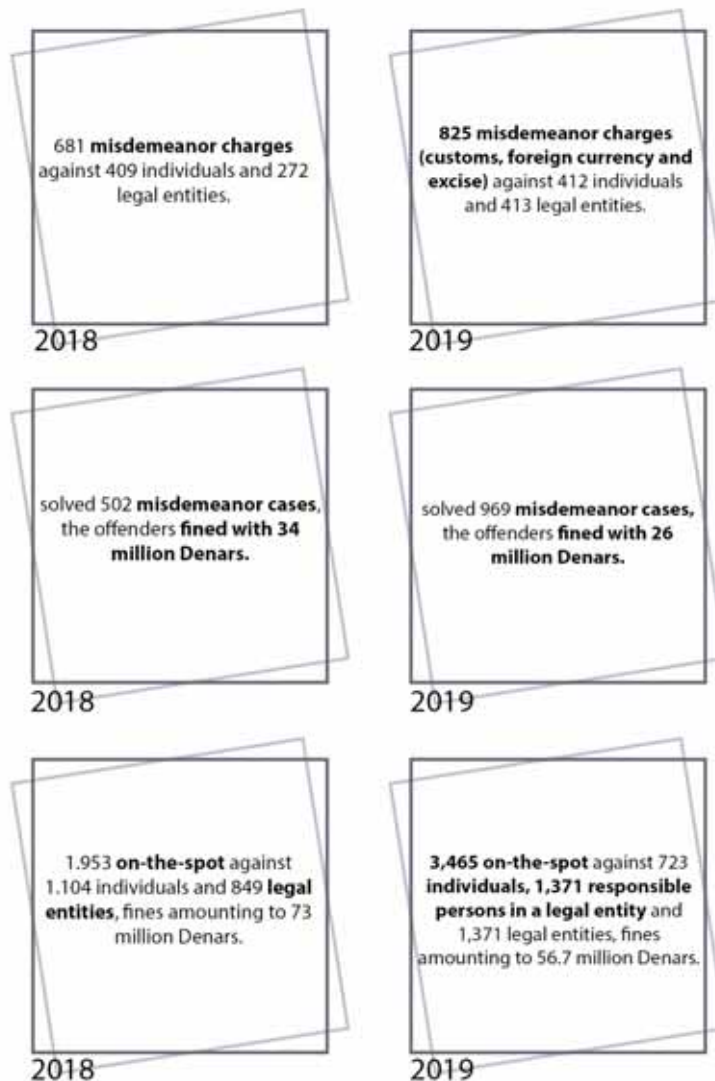 681 misdemeanor charges
against 409 individuals and 272
legal entities.
2018
825 misdemeanor charges
(customs, foreign currency and
excise) against 412 individuals
and 413 legal entities.
2019
solved 502 misdemeanor cases,
the offenders fined with 34
million Denars.
2018
solved 969 misdemeanor cases,
the offenders fined with 26
million Denars.
2019
1.953 on-the-spot against
1.104 individuals and 849 legal
entities, fines amounting to 73
million Denars.
2018
3,465 on-the-spot against 723
individuals, 1,371 responsible
persons in a legal entity and
1,371 legal entities, fines
amounting to 56.7 million Denars.
2019